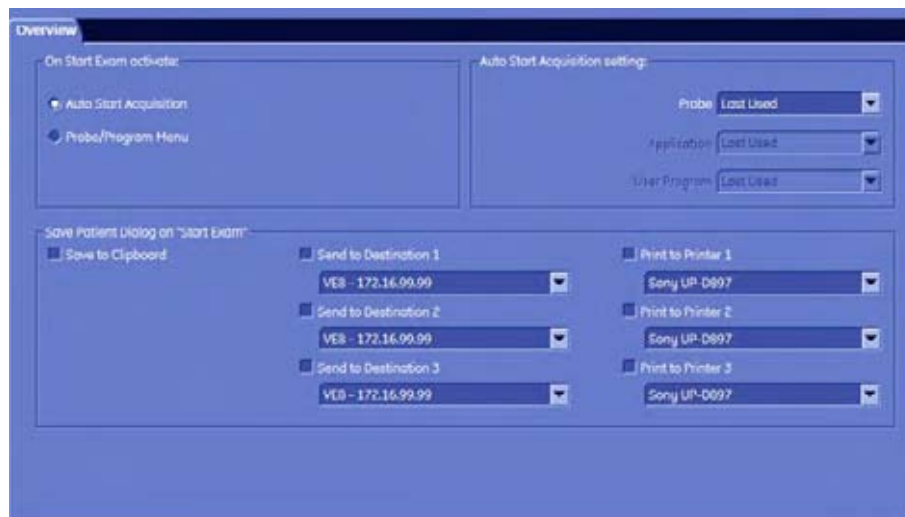 Overview
On Start Exam activate:
Auto Start Acquisition
Probe/Program Menu
Auto Start Acquisition setting:
Probe Last Used
Application Last Used
User Program Last Used
Save Patient Dialog on "Start Exam"
Save to Clipboard
Send to Destination 1
VE8 - 172.16.99.99
Send to Destination 2
VE8 - 172.16.99.99
Send to Destination 3
VE8 - 172.16.99.99
Print to Printer 1
Sony UP-D897
Print to Printer 2
Sony UP-D897
Print to Printer 3
Sony UP-D897